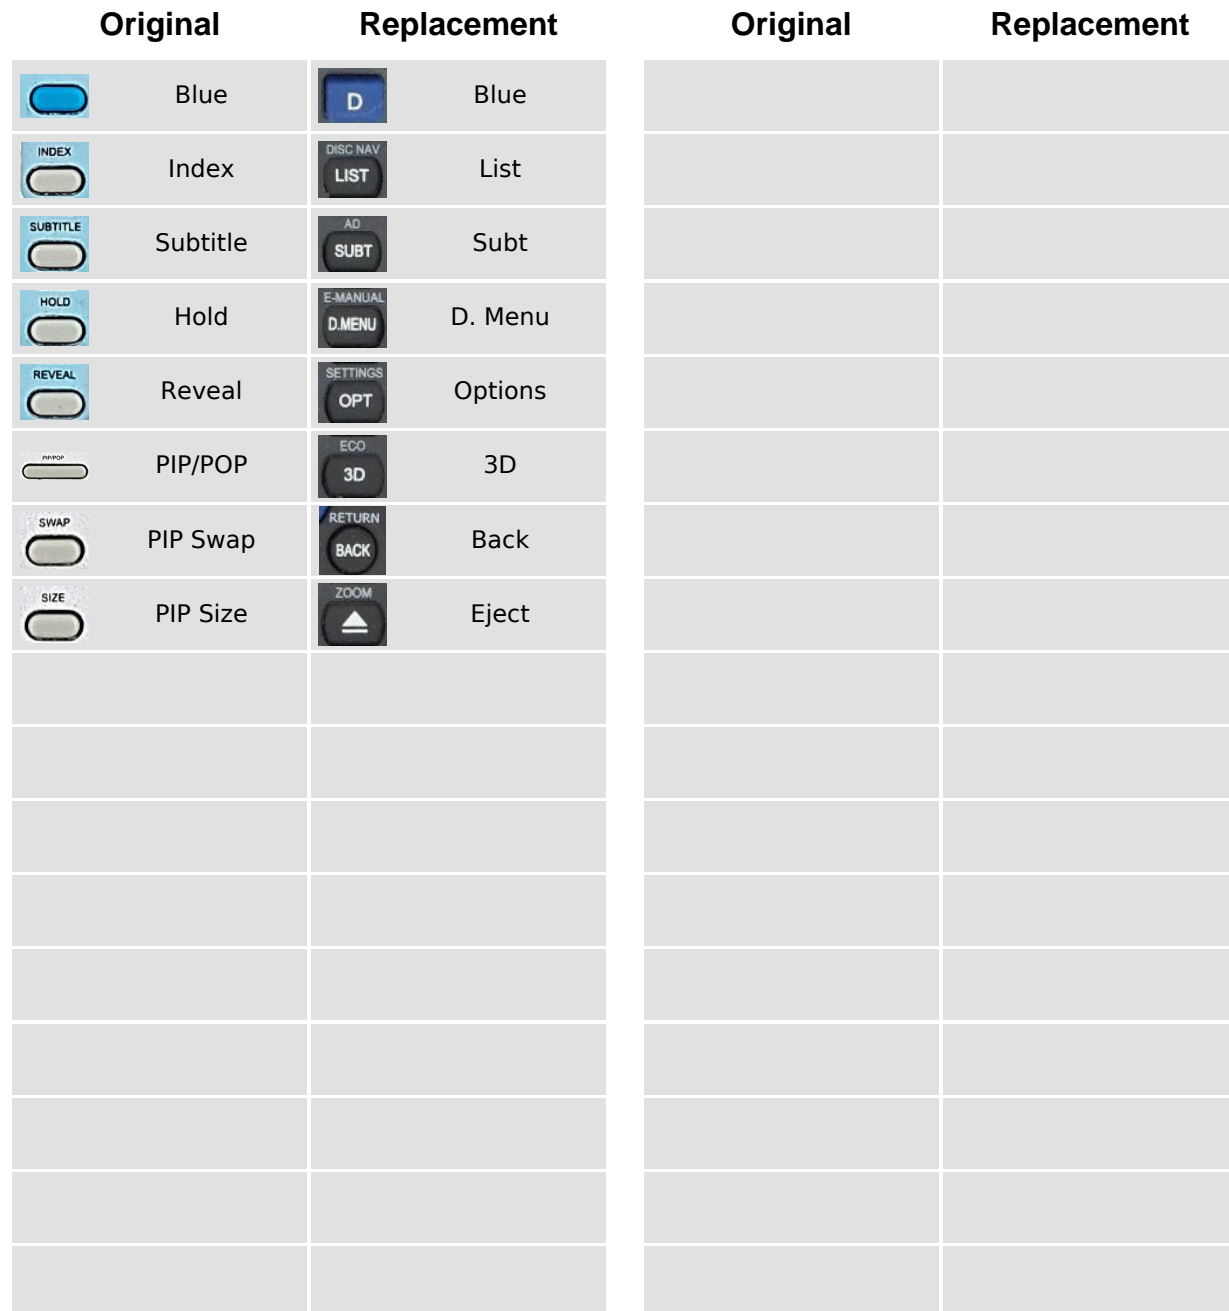 Original Replacement Original Replacement
Blue D Blue
INDEX Index DISC NAV LIST List
SUBTITLE Subtitle AD SUBT Subt
HOLD Hold E-MANUAL D.MENU D. Menu
REVEAL Reveal SETTINGS OPT Options
PIP/POP PIP/POP ECO 3D 3D
SWAP PIP Swap RETURN BACK Back
SIZE PIP Size ZOOM Eject